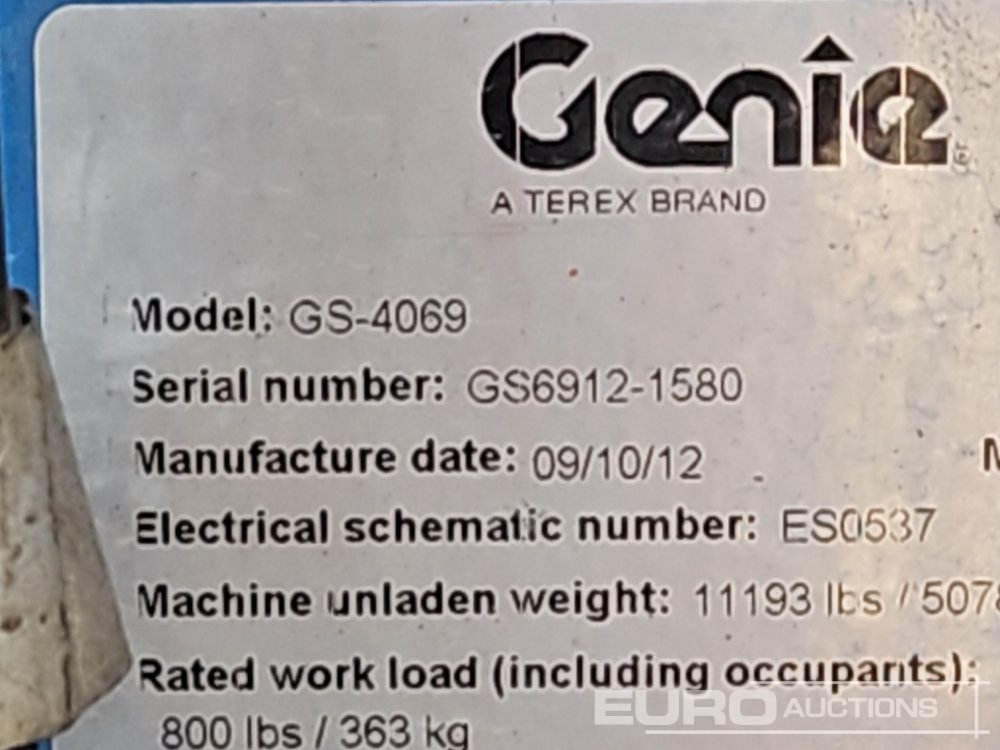 Genie
A TEREX BRAND
Model: GS-4069
Serial number: GS6912-1580
Manufacture date: 09/10/12
Electrical schematic number: ES0537
Machine unladen weight: 11193 lbs / 5078
Rated work load (including occupants):
800 lbs / 363 kg
EURO AUCTIONS